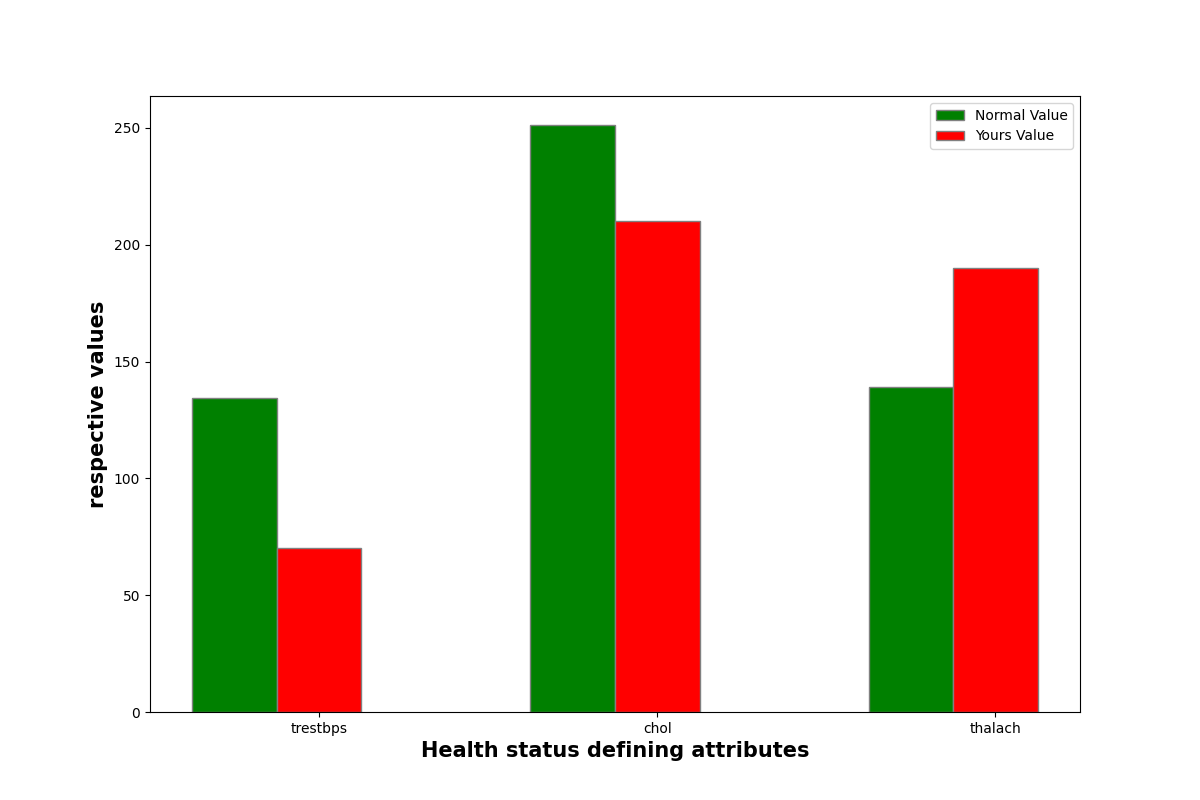 Normal Value
Yours Value
250
200
150
100
50
0
respective values
trestbps chol thalach
Health status defining attributes